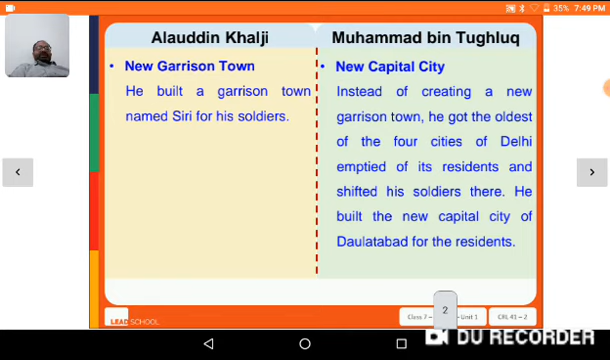 35% 7:49 PM
Alauddin Khalji
• New Garrison Town
He built a garrison town
named Siri for his soldiers.
Muhammad bin Tughluq
• New Capital City
Instead of creating a new
garrison town, he got the oldest
of the four cities of Delhi
emptied of its residents and
shifted his soldiers there. He
built the new capital city of
Daulatabad for the residents.
LEAD SCHOOL
Class 7 –
2
– Unit 1
CRL 41 – 2
DU RECORDER